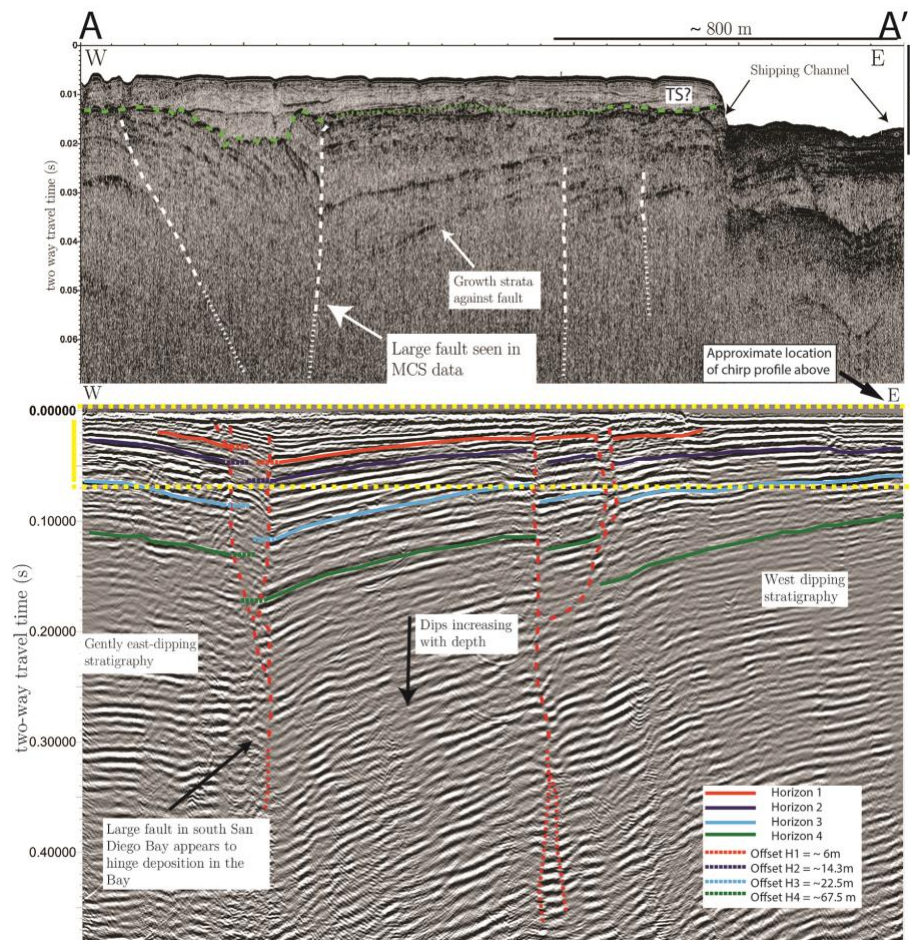 A
A'
~ 800 m
W
E
Shipping Channel
TS?
0
0.01
0.02
0.03
0.04
0.05
0.06
two way travel time (s)
Growth strata
against fault
Large fault seen in
MCS data
Approximate location
of chirp profile above
W
E
0.00000
0.10000
0.20000
0.30000
0.40000
two-way travel time (s)
West dipping
stratigraphy
Gently east-dipping
stratigraphy
Dips increasing
with depth
Large fault in south San
Diego Bay appears to
hinge deposition in the
Bay
Horizon 1
Horizon 2
Horizon 3
Horizon 4
Offset H1 = ~ 6m
Offset H2 = ~14.3m
Offset H3 = ~22.5m
Offset H4 = ~67.5 m